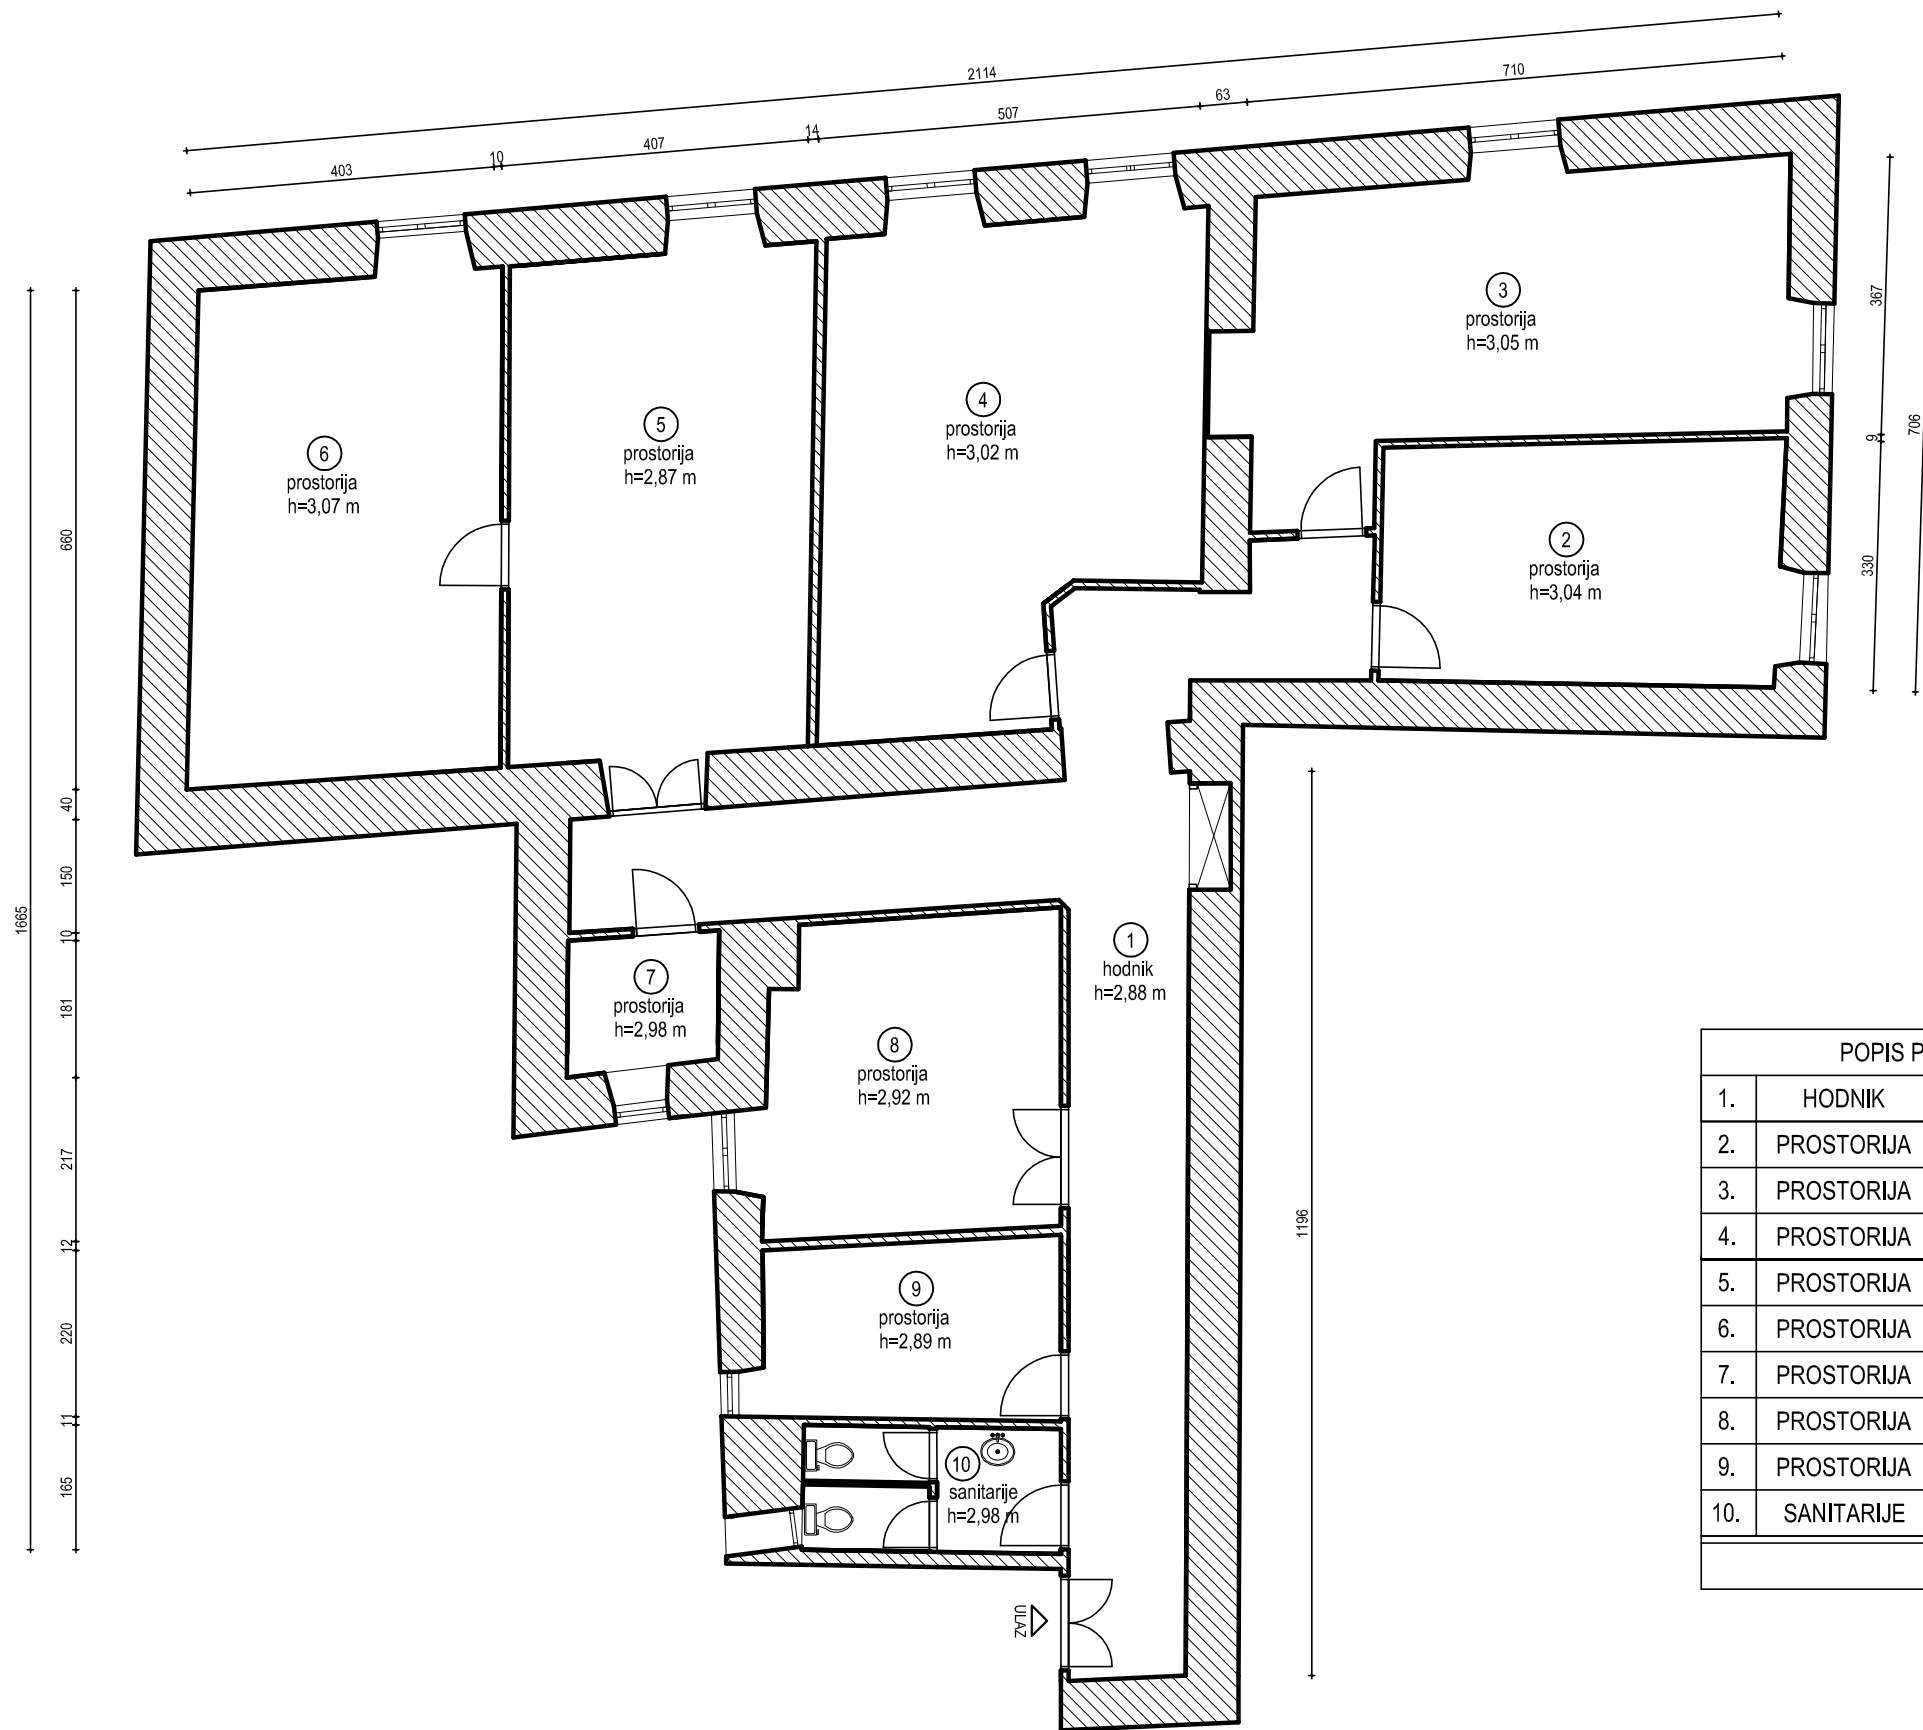 2114
710
63
507
14
407
10
403
3
prostorija
h=3,05 m
367
4
prostorija
h=3,02 m
5
prostorija
h=2,87 m
6
prostorija
h=3,07 m
9
706
2
prostorija
h=3,04 m
330
660
40
150
1665
10
181
1
hodnik
h=2,88 m
7
prostorija
h=2,98 m
8
prostorija
h=2,92 m
217
12
1196
9
prostorija
h=2,89 m
220
11
165
10
sanitarije
h=2,98 m
ULAZ
POPIS P
1. HODNIK
2. PROSTORIJA
3. PROSTORIJA
4. PROSTORIJA
5. PROSTORIJA
6. PROSTORIJA
7. PROSTORIJA
8. PROSTORIJA
9. PROSTORIJA
10. SANITARIJE